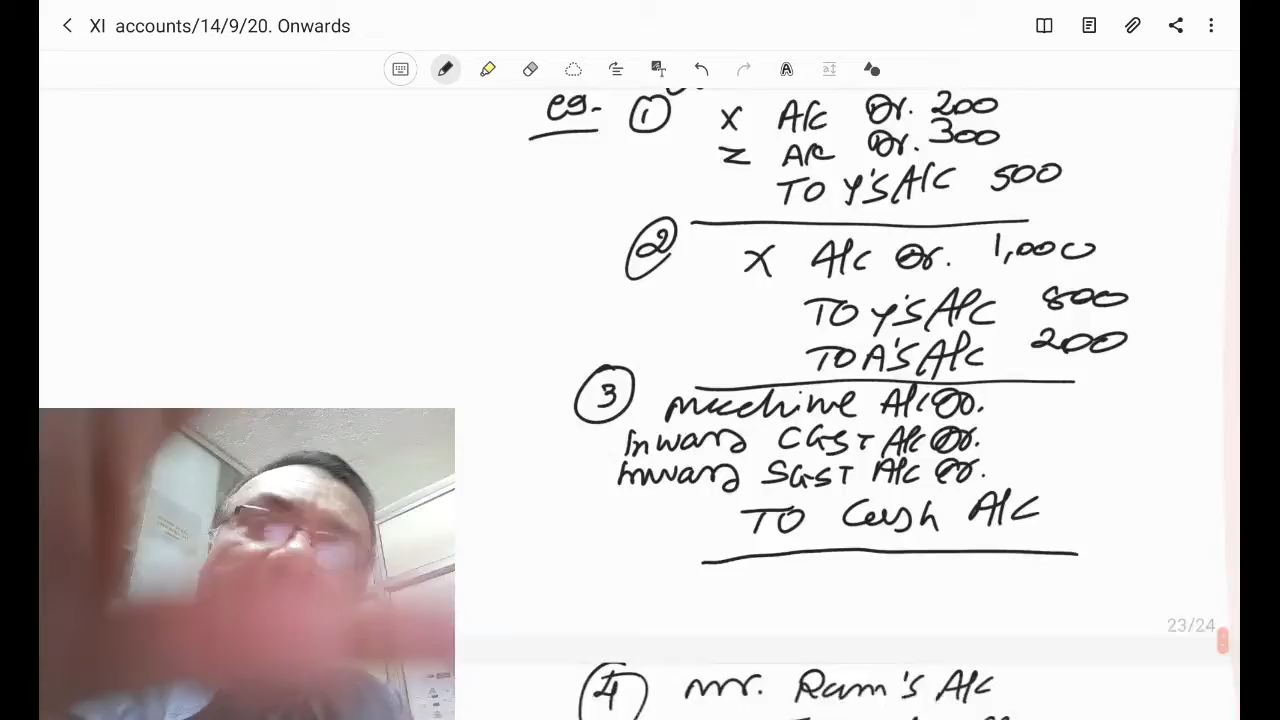 XI accounts/14/9/20. Onwards
eg- ① X A/c Dr. 200
Z A/c Dr. 300
TO Y'S A/C 500
② X A/c Dr. 1,000
TO Y'S A/C 800
TO A'S A/C 200
③ Machine A/c Dr.
Inward CGST A/c Dr.
Inward SGST A/c Dr.
TO Cash A/C
23/24
④ Mr. Ram's A/c